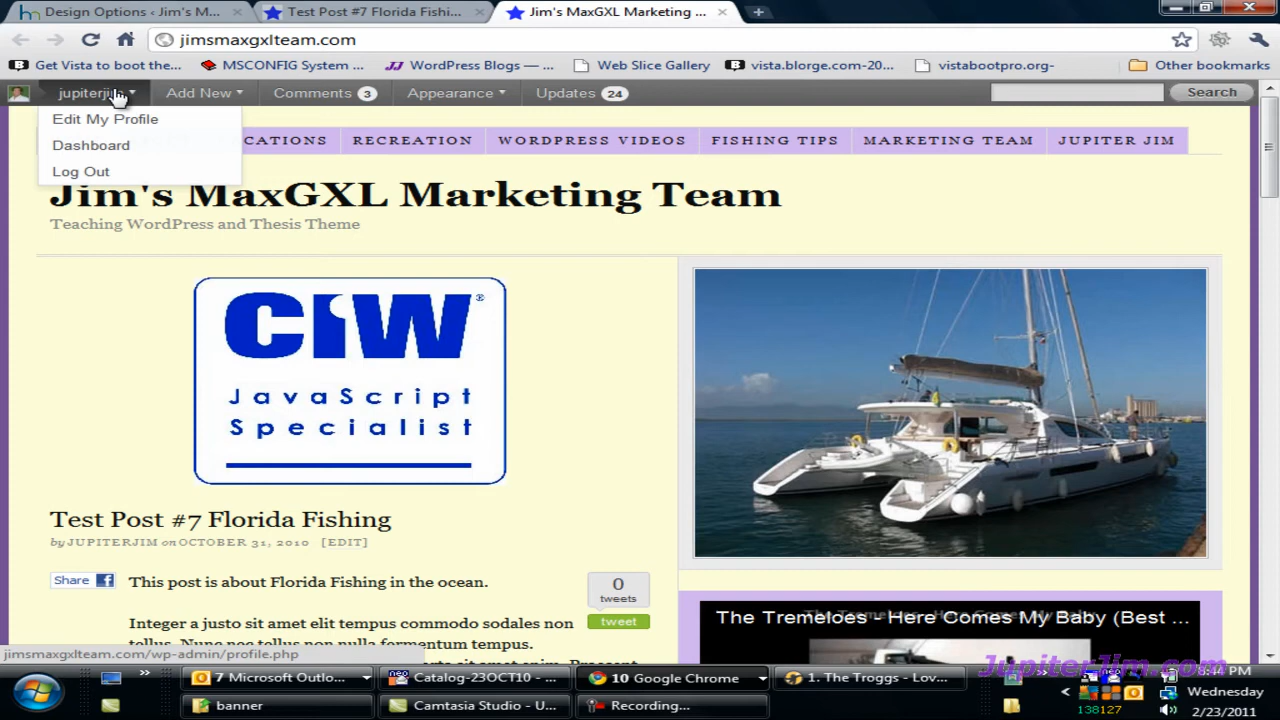 Design Options ‹ Jim's M...
Test Post #7 Florida Fishi...
Jim's MaxGXL Marketing ...
jimsmaxgxlteam.com
Get Vista to boot the...
MSCONFIG System ...
JJ WordPress Blogs — ...
Web Slice Gallery
vista.blorge.com-20...
vistabootpro.org-
Other bookmarks
jupiterjim
Add New
Comments 3
Appearance
Updates 24
Search
Edit My Profile
Dashboard
Log Out
RECREATION
WORDPRESS VIDEOS
FISHING TIPS
MARKETING TEAM
JUPITER JIM
Jim's MaxGXL Marketing Team
Teaching WordPress and Thesis Theme
CIW®
JavaScript
Specialist
Test Post #7 Florida Fishing
by JUPITERJIM on OCTOBER 31, 2010 [EDIT]
Share f
This post is about Florida Fishing in the ocean.
0
tweets
tweet
Integer a justo sit amet elit tempus commodo sodales non
tellus. Nunc nec tellus non nulla fermentum tempus.
The Tremeloes - Here Comes My Baby (Best ...
jimsmaxgxlteam.com/wp-admin/profile.php
JupiterJim.com
7 Microsoft Outlo...
Catalog-23OCT10 - ...
10 Google Chrome
1. The Troggs - Lov...
banner
Camtasia Studio - U...
Recording...
8:44 PM
Wednesday
2/23/2011
138127